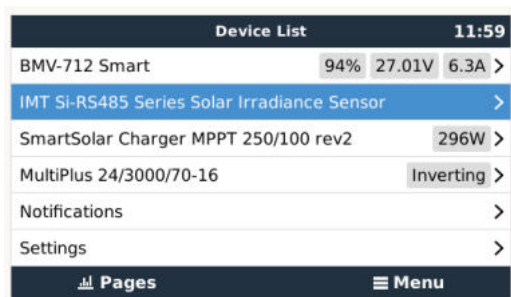 Device List 11:59
BMV-712 Smart 94% 27.01V 6.3A
IMT Si-RS485 Series Solar Irradiance Sensor
SmartSolar Charger MPPT 250/100 rev2 296W
MultiPlus 24/3000/70-16 Inverting
Notifications
Settings
Pages Menu